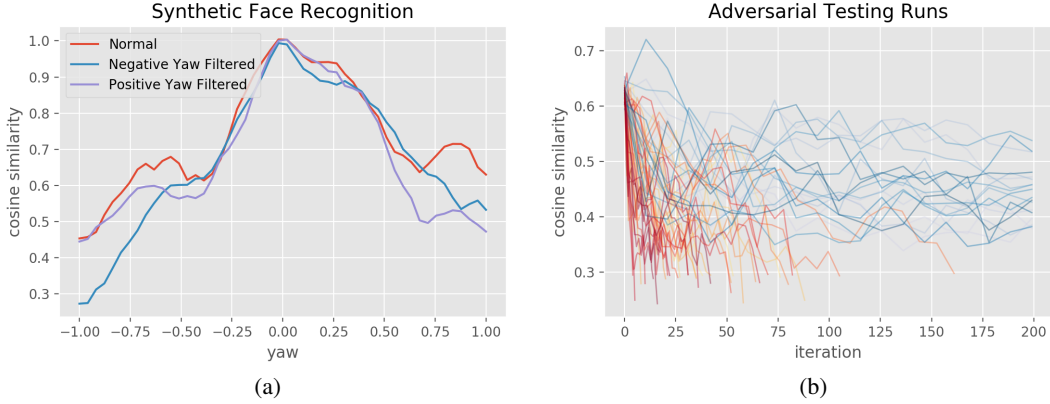 Synthetic Face Recognition
1.0
0.9
0.8
0.7
0.6
0.5
0.4
0.3
cosine similarity
Normal
Negative Yaw Filtered
Positive Yaw Filtered
−1.00 −0.75 −0.50 −0.25 0.00 0.25 0.50 0.75 1.00
yaw
(a)
Adversarial Testing Runs
0.7
0.6
0.5
0.4
0.3
cosine similarity
0 25 50 75 100 125 150 175 200
iteration
(b)